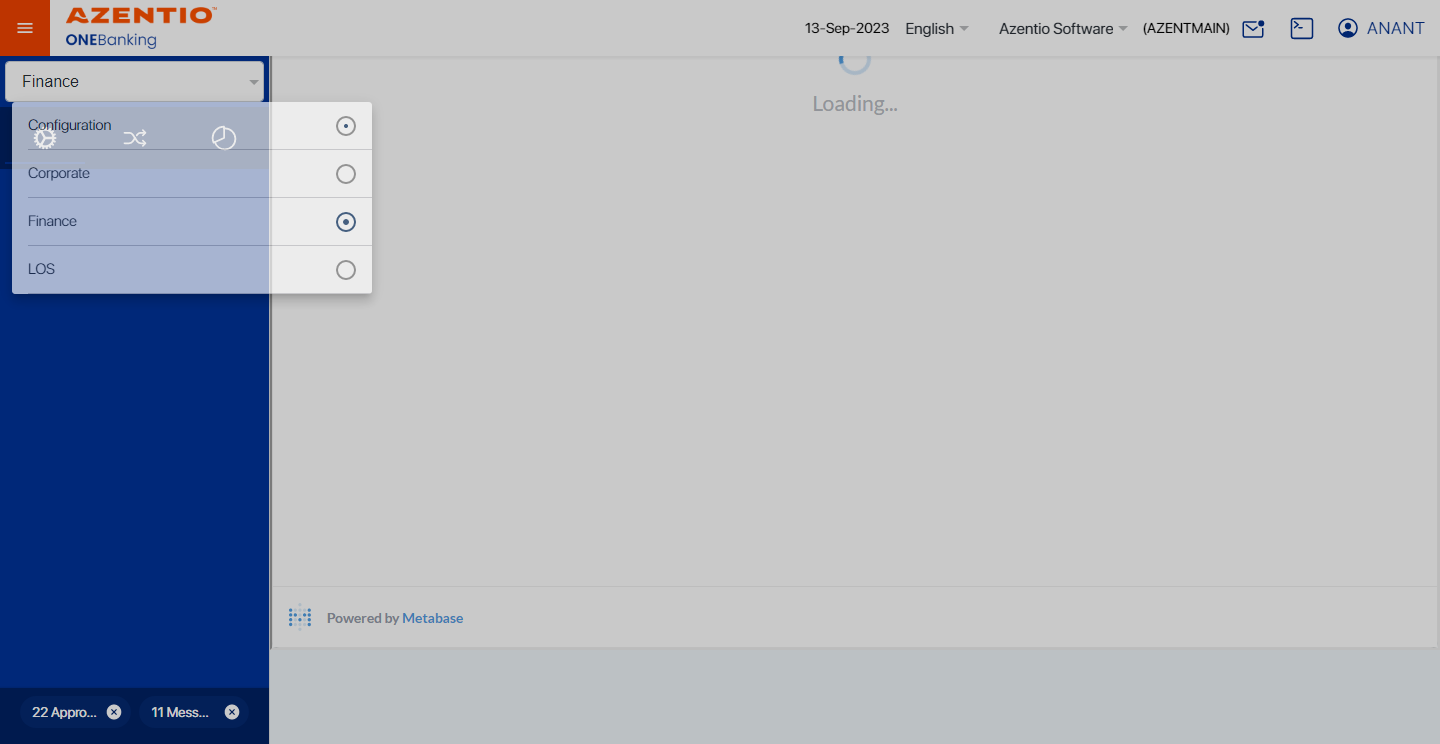 AZENTIO™
ONEBanking
13-Sep-2023 English Azentio Software (AZENTMAIN) ANANT
Finance
Configuration
Corporate
Finance
LOS
Loading...
Powered by Metabase
22 Appro... 11 Mess...